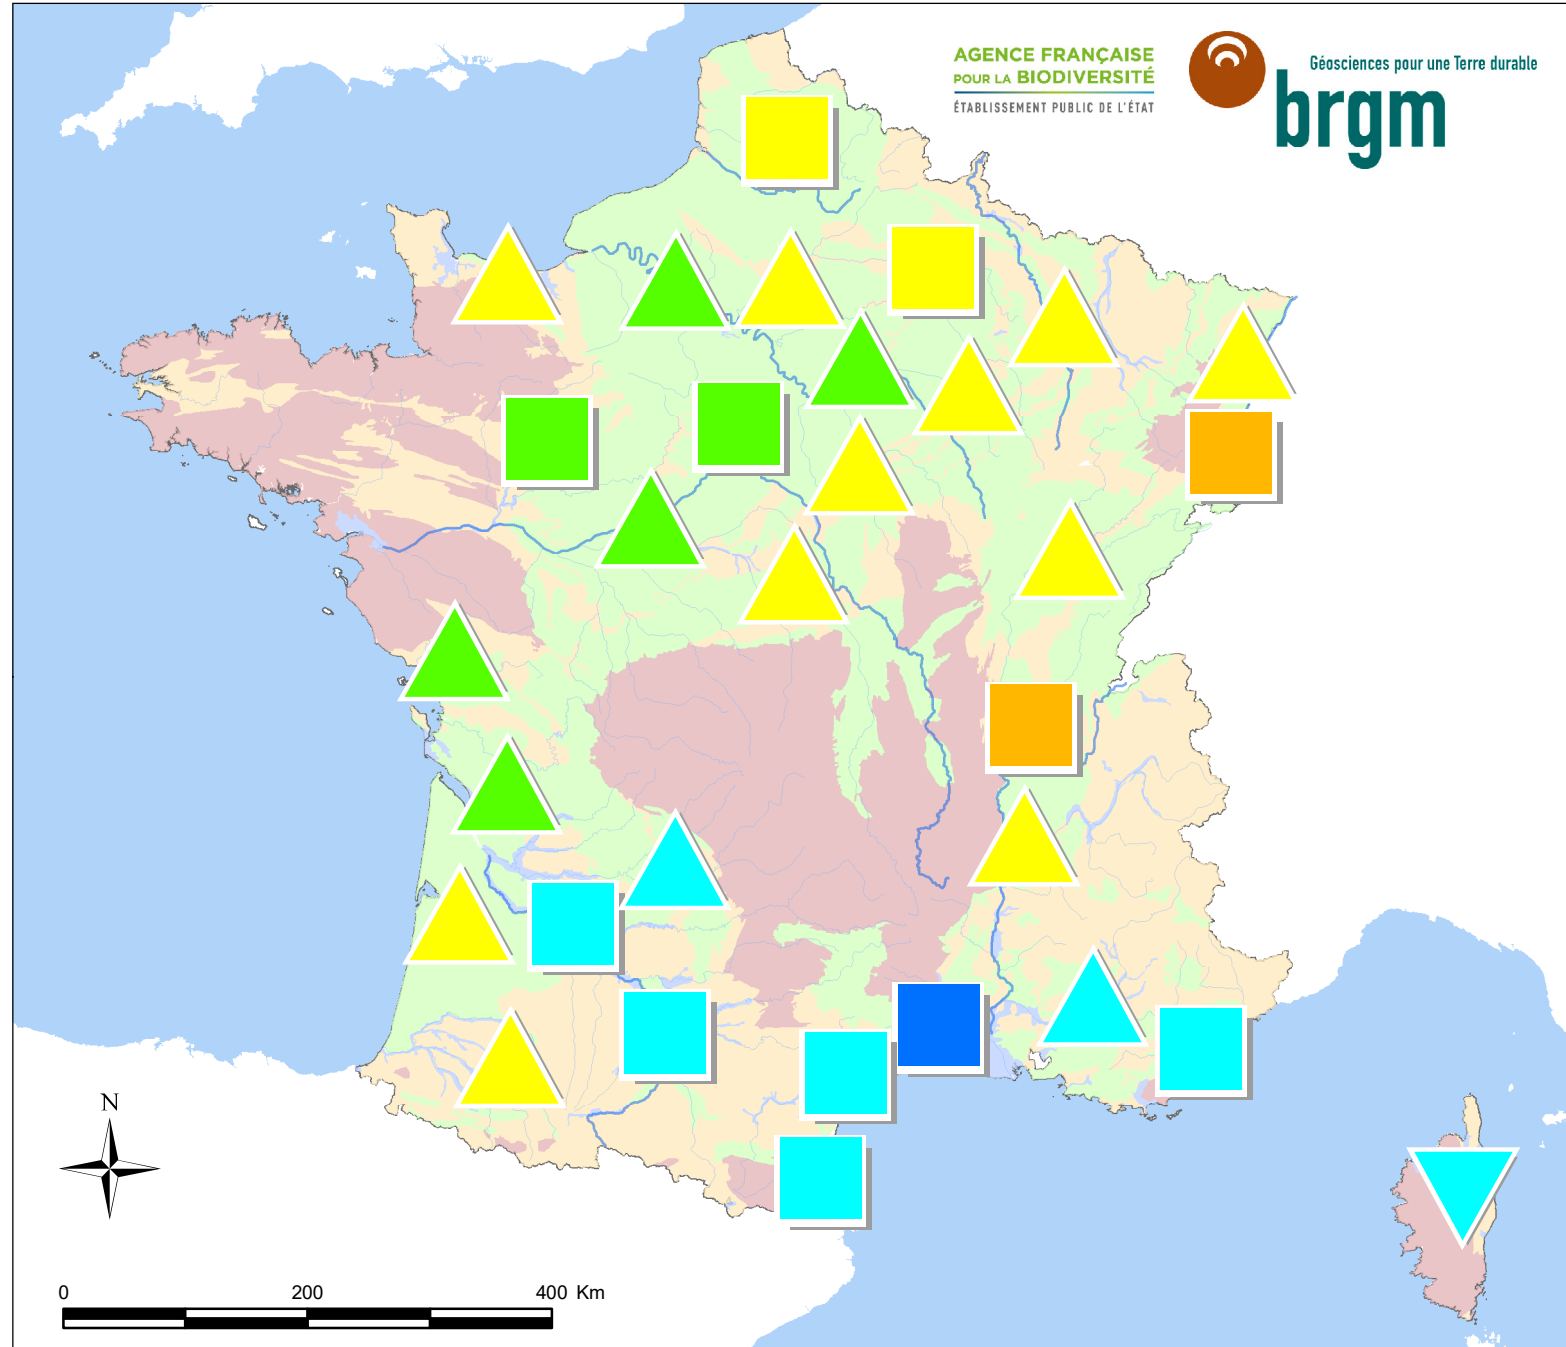 AGENCE FRANÇAISE
POUR LA BIODIVERSITÉ
ÉTABLISSEMENT PUBLIC DE L'ÉTAT
Géosciences pour une Terre durable
brgm
N
0 200 400 Km